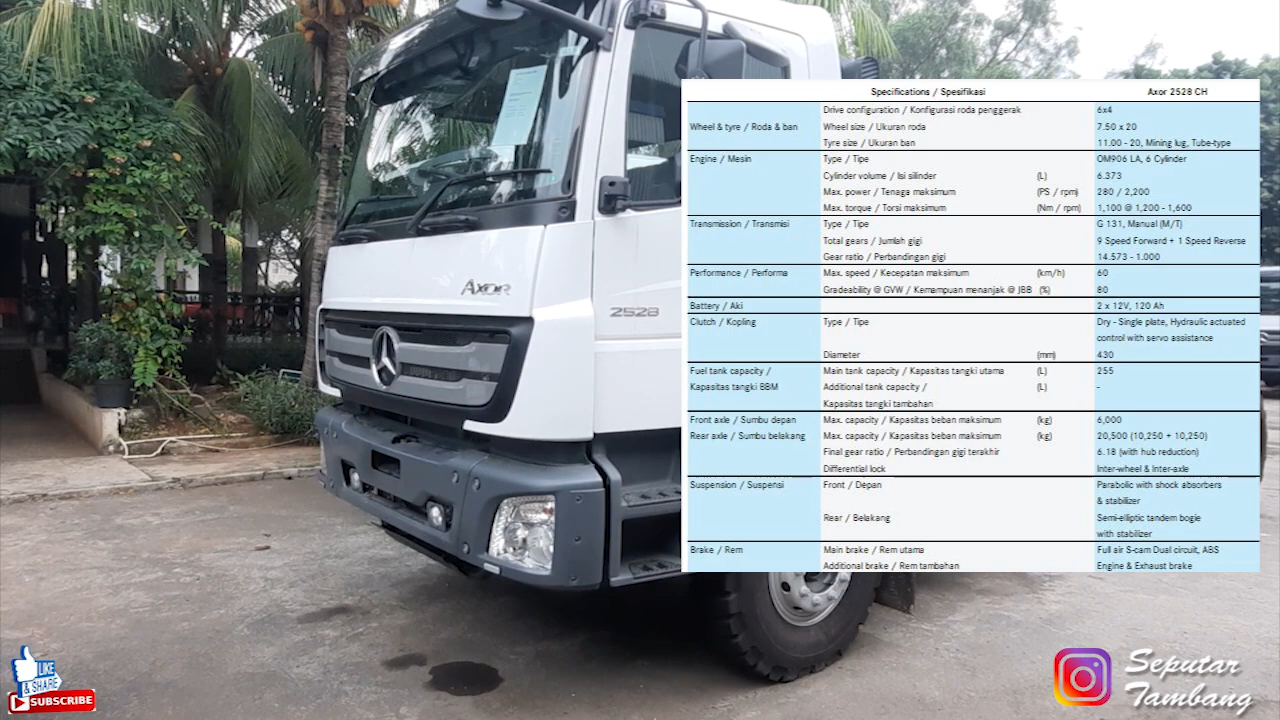 AXOR
2528
Specifications / Spesifikasi Axor 2528 CH
Drive configuration / Konfigurasi roda penggerak 6x4
Wheel & tyre / Roda & ban Wheel size / Ukuran roda 7.50 x 20
Tyre size / Ukuran ban 11.00 - 20, Mining lug, Tube-type
Engine / Mesin Type / Tipe OM906 LA, 6 Cylinder
Cylinder volume / Isi silinder (L) 6.373
Max. power / Tenaga maksimum (PS / rpm) 280 / 2,200
Max. torque / Torsi maksimum (Nm / rpm) 1,100 @ 1,200 - 1,600
Transmission / Transmisi Type / Tipe G 131, Manual (M/T)
Total gears / Jumlah gigi 9 Speed Forward + 1 Speed Reverse
Gear ratio / Perbandingan gigi 14.573 - 1.000
Performance / Performa Max. speed / Kecepatan maksimum (km/h) 60
Gradeability @ GVW / Kemampuan menanjak @ JBB (%) 80
Battery / Aki 2 x 12V, 120 Ah
Clutch / Kopling Type / Tipe Dry - Single plate, Hydraulic actuated
control with servo assistance
Diameter (mm) 430
Fuel tank capacity / Main tank capacity / Kapasitas tangki utama (L) 255
Kapasitas tangki BBM Additional tank capacity / (L) -
Kapasitas tangki tambahan
Front axle / Sumbu depan Max. capacity / Kapasitas beban maksimum (kg) 6,000
Rear axle / Sumbu belakang Max. capacity / Kapasitas beban maksimum (kg) 20,500 (10,250 + 10,250)
Final gear ratio / Perbandingan gigi terakhir 6.18 (with hub reduction)
Differential lock Inter-wheel & Inter-axle
Suspension / Suspensi Front / Depan Parabolic with shock absorbers
& stabilizer
Rear / Belakang Semi-elliptic tandem bogie
with stabilizer
Brake / Rem Main brake / Rem utama Full air S-cam Dual circuit, ABS
Additional brake / Rem tambahan Engine & Exhaust brake
LIKE
& SHARE
SUBSCRIBE
Seputar
Tambang